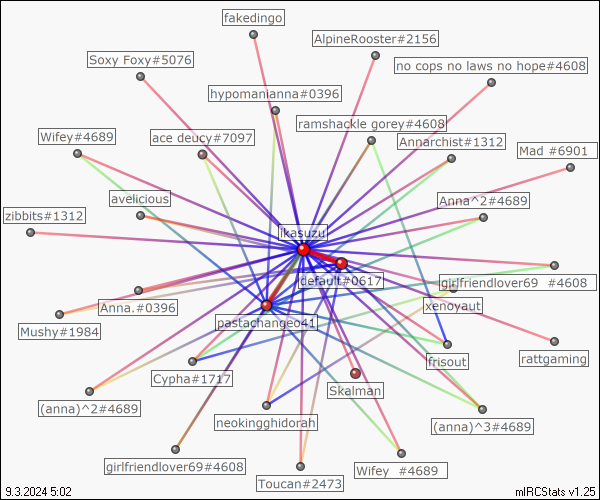 fakedingo
AlpineRooster#2156
Soxy Foxy#5076
no cops no laws no hope#4608
hypomanianna#0396
ramshackle gorey#4608
Wifey#4689
ace deucy#7097
Annarchist#1312
Mad #6901
avelicious
Anna^2#4689
zibbits#1312
ikasuzu
default#0617
girlfriendlover69 #4608
Anna.#0396
xenoyaut
Mushy#1984
pastachangeo41
frisout
rattgaming
Cypha#1717
Skalman
(anna)^2#4689
neokingghidorah
(anna)^3#4689
girlfriendlover69#4608
Toucan#2473
Wifey #4689
9.3.2024 5:02
mIRCStats v1.25